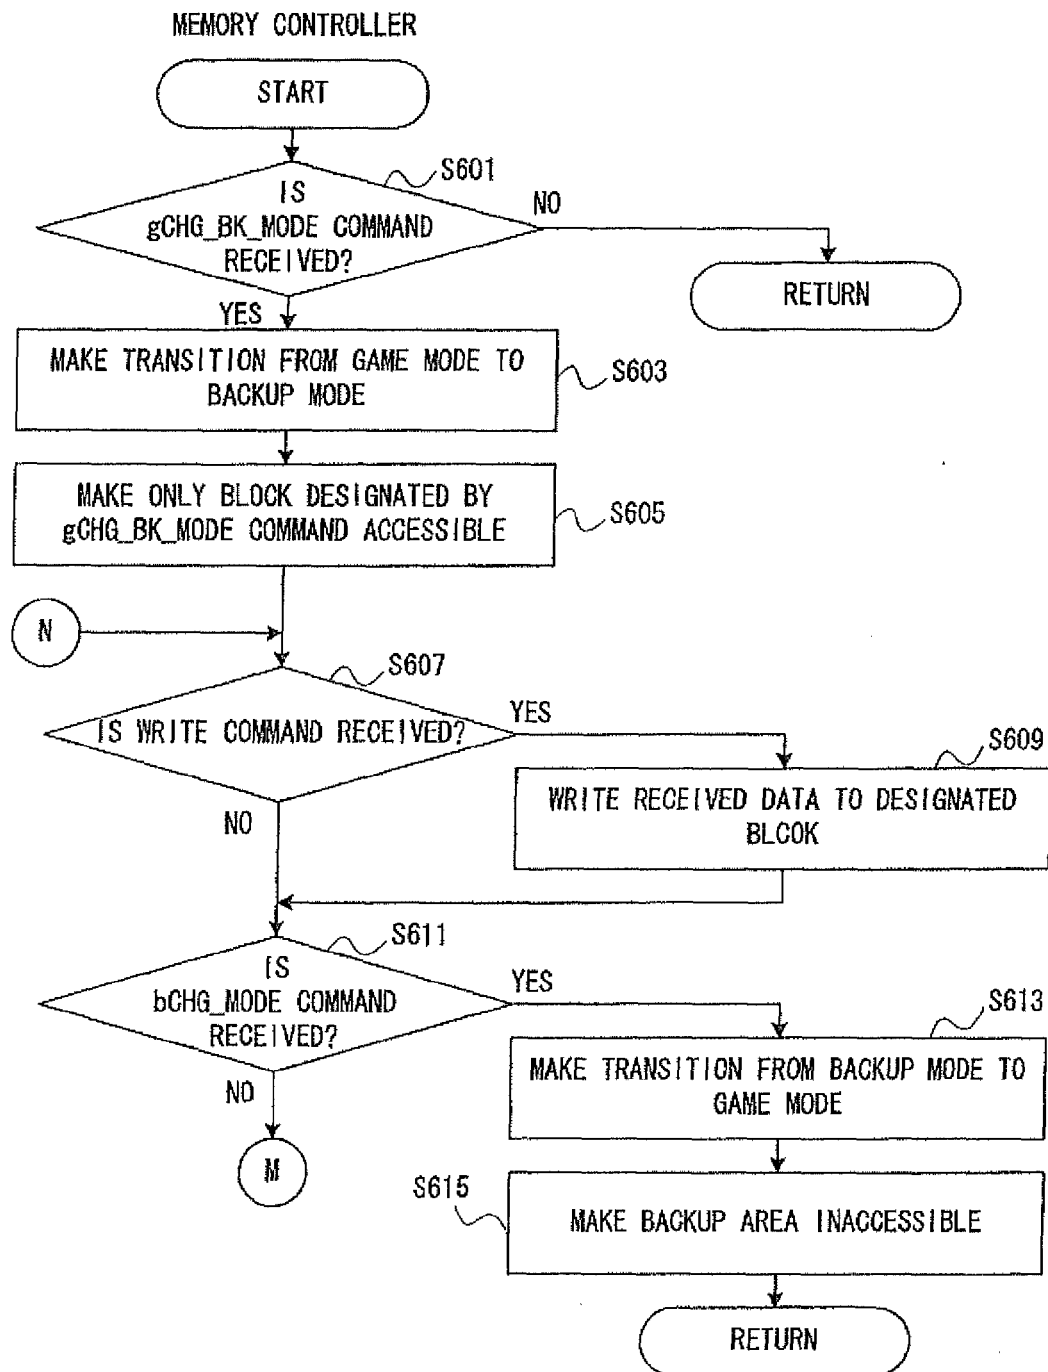 MEMORY CONTROLLER
START
S601
IS
gCHG_BK_MODE COMMAND
RECEIVED?
NO
RETURN
YES
MAKE TRANSITION FROM GAME MODE TO
BACKUP MODE
S603
MAKE ONLY BLOCK DESIGNATED BY
gCHG_BK_MODE COMMAND ACCESSIBLE
S605
N
S607
IS WRITE COMMAND RECEIVED?
YES
S609
WRITE RECEIVED DATA TO DESIGNATED
BLCOK
NO
S611
IS
bCHG_MODE COMMAND
RECEIVED?
YES
S613
MAKE TRANSITION FROM BACKUP MODE TO
GAME MODE
NO
M
S615
MAKE BACKUP AREA INACCESSIBLE
RETURN